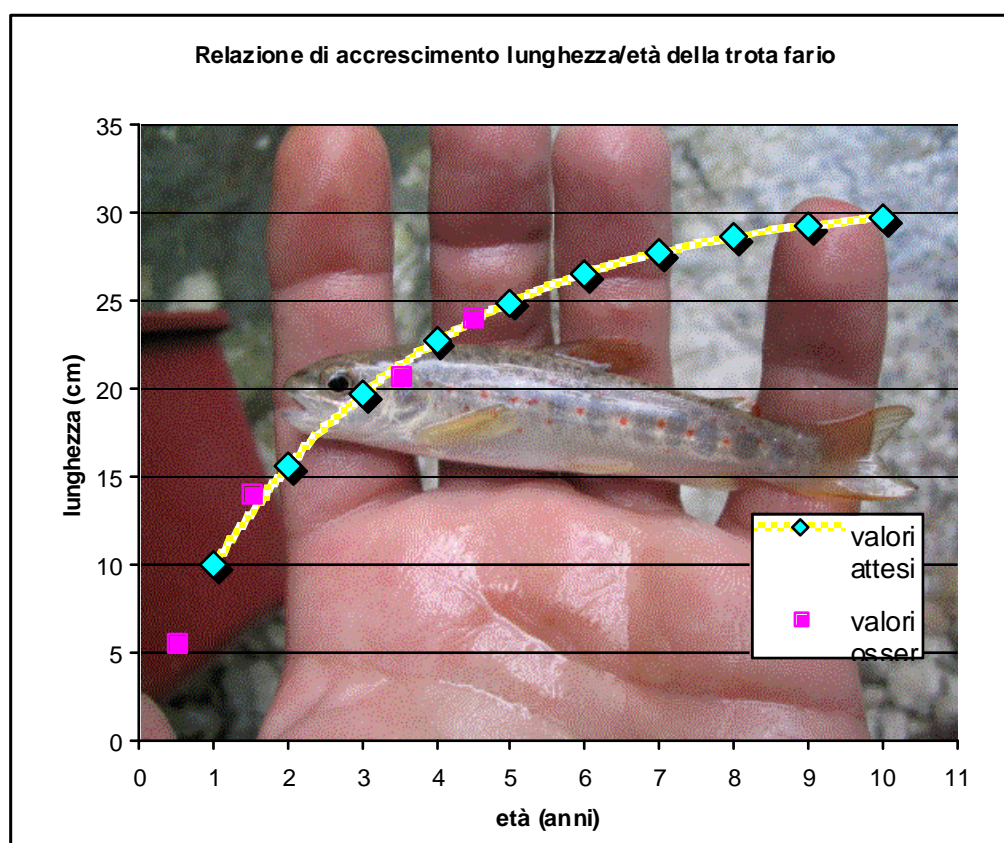 Relazione di accrescimento lunghezza/età della trota fario
35
30
25
20
15
10
5
0
lunghezza (cm)
valori
attesi
valori
osser
0 1 2 3 4 5 6 7 8 9 10 11
età (anni)